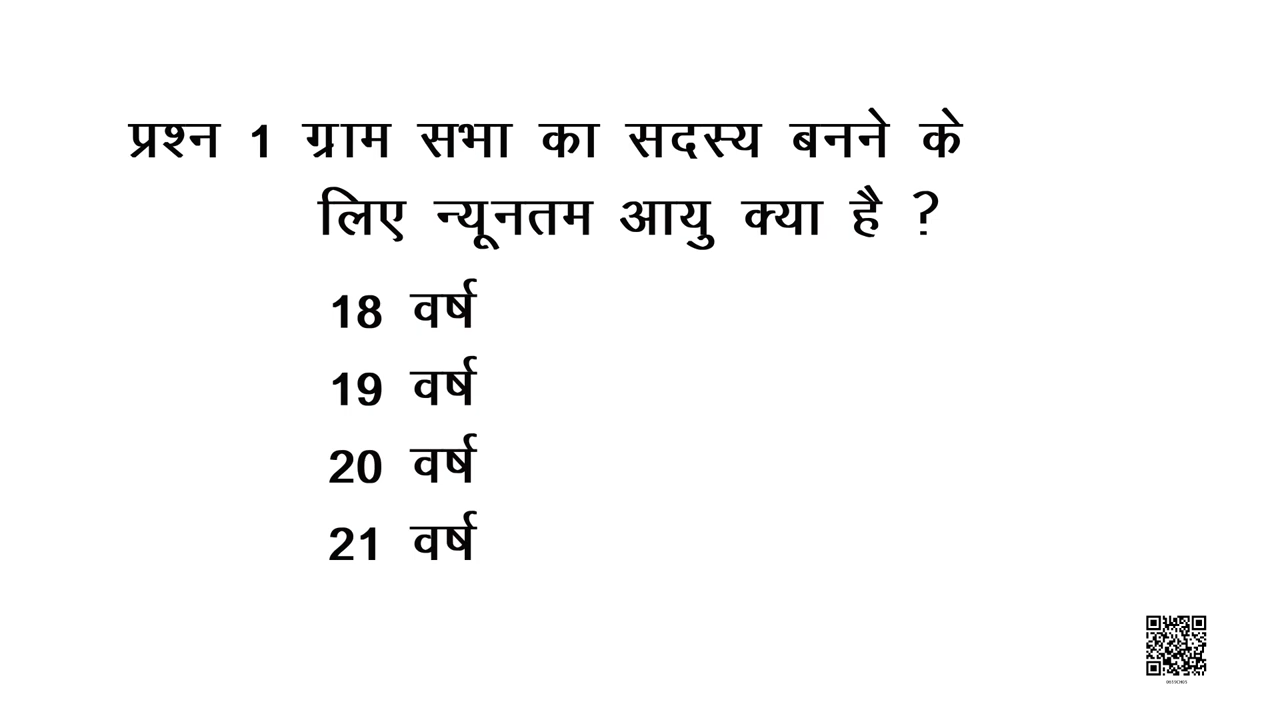 प्रश्न 1 ग्राम सभा का सदस्य बनने के
लिए न्यूनतम आयु क्या है ?
18 वर्ष
19 वर्ष
20 वर्ष
21 वर्ष